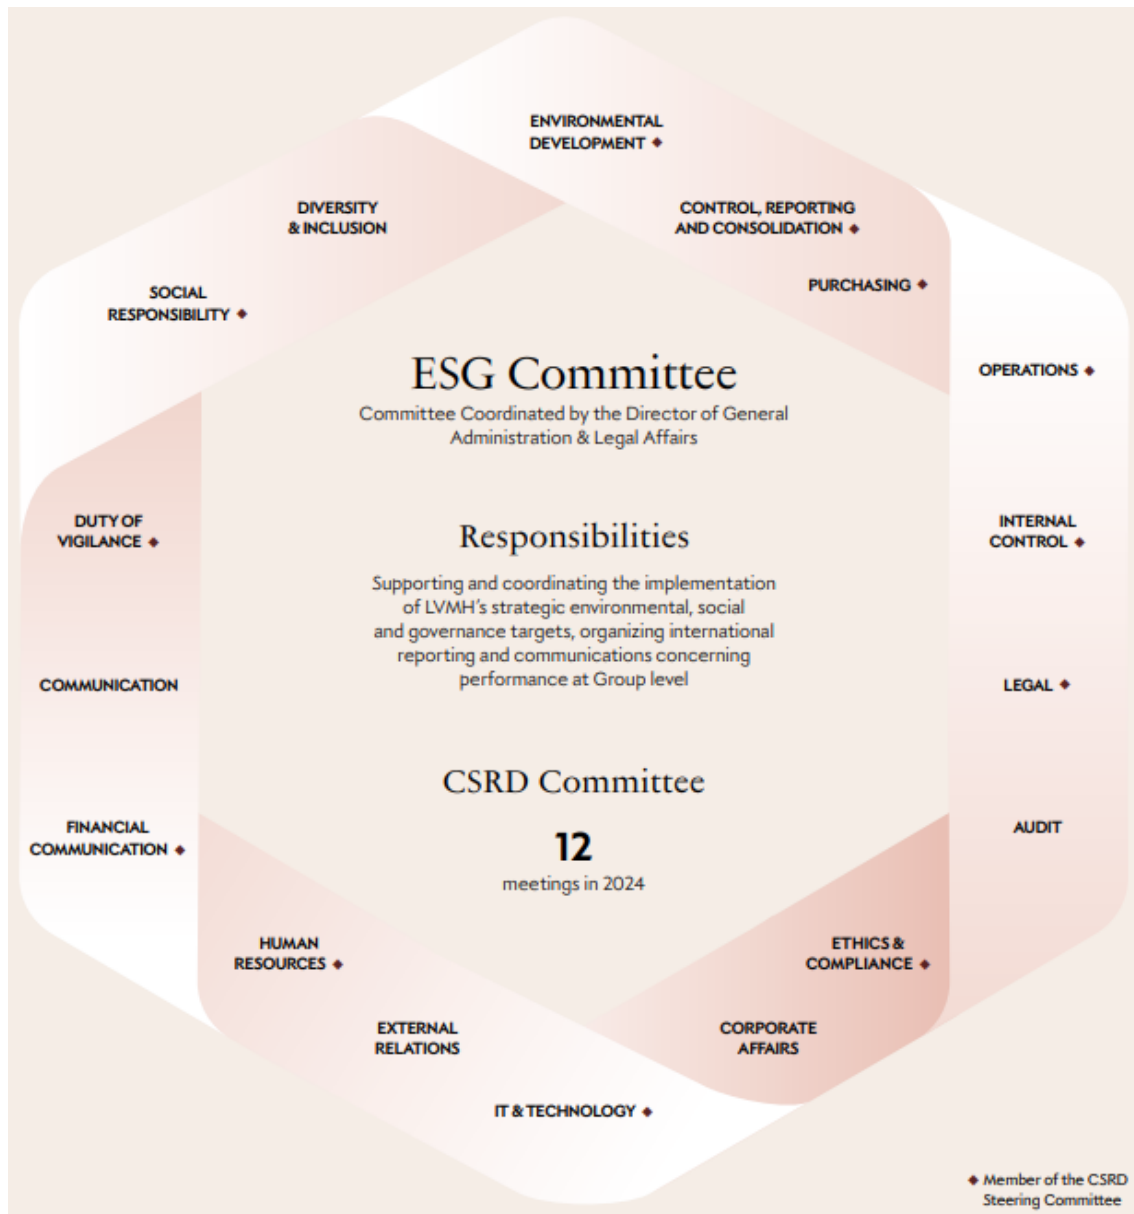 ENVIRONMENTAL
DEVELOPMENT ◆
DIVERSITY
& INCLUSION
CONTROL, REPORTING
AND CONSOLIDATION ◆
SOCIAL
RESPONSIBILITY ◆
PURCHASING ◆
ESG Committee
Committee Coordinated by the Director of General
Administration & Legal Affairs
OPERATIONS ◆
DUTY OF
VIGILANCE ◆
Responsibilities
Supporting and coordinating the implementation
of LVMH's strategic environmental, social
and governance targets, organizing international
reporting and communications concerning
performance at Group level
INTERNAL
CONTROL ◆
COMMUNICATION
LEGAL ◆
CSRD Committee
12
meetings in 2024
FINANCIAL
COMMUNICATION ◆
AUDIT
HUMAN
RESOURCES ◆
ETHICS &
COMPLIANCE ◆
EXTERNAL
RELATIONS
CORPORATE
AFFAIRS
IT & TECHNOLOGY ◆
◆ Member of the CSRD
Steering Committee